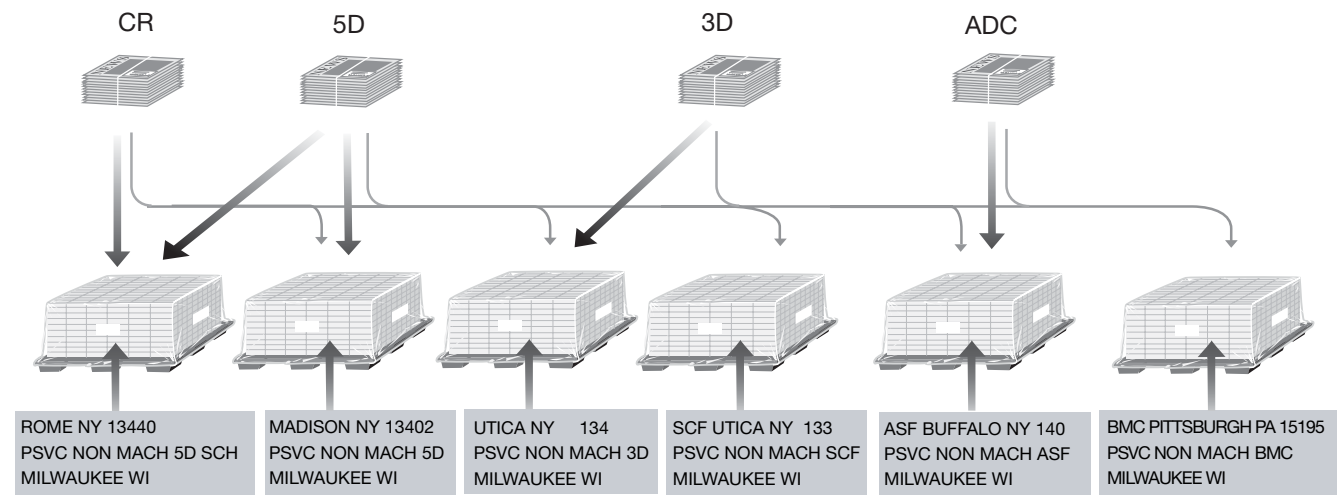 CR
5D
3D
ADC
ROME NY 13440
PSVC NON MACH 5D SCH
MILWAUKEE WI
MADISON NY 13402
PSVC NON MACH 5D
MILWAUKEE WI
UTICA NY 134
PSVC NON MACH 3D
MILWAUKEE WI
SCF UTICA NY 133
PSVC NON MACH SCF
MILWAUKEE WI
ASF BUFFALO NY 140
PSVC NON MACH ASF
MILWAUKEE WI
BMC PITTSBURGH PA 15195
PSVC NON MACH BMC
MILWAUKEE WI